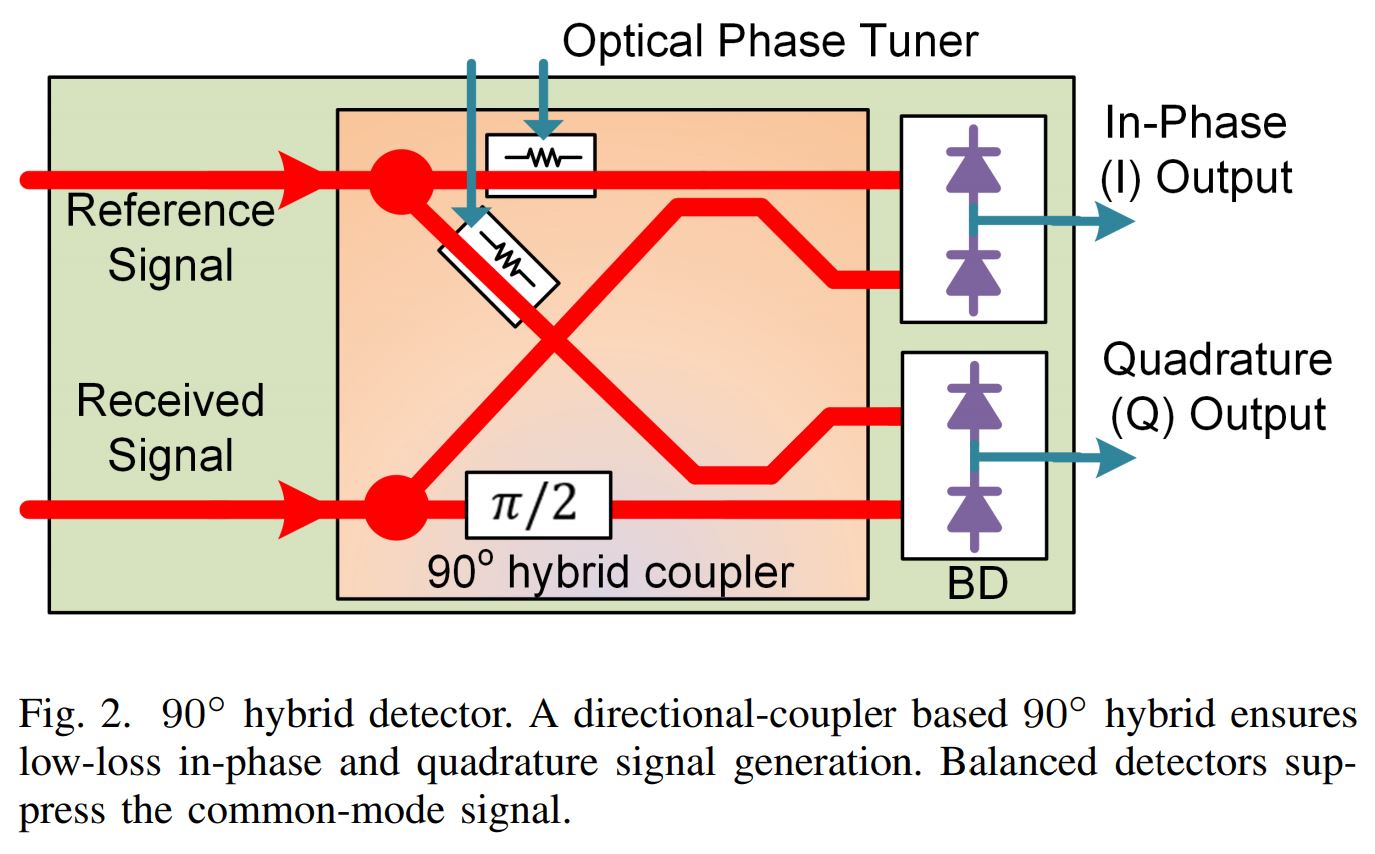 Optical Phase Tuner
Reference
Signal
In-Phase
(I) Output
Received
Signal
Quadrature
(Q) Output
π/2
90° hybrid coupler
BD
Fig. 2. 90° hybrid detector. A directional-coupler based 90° hybrid ensures
low-loss in-phase and quadrature signal generation. Balanced detectors sup-
press the common-mode signal.